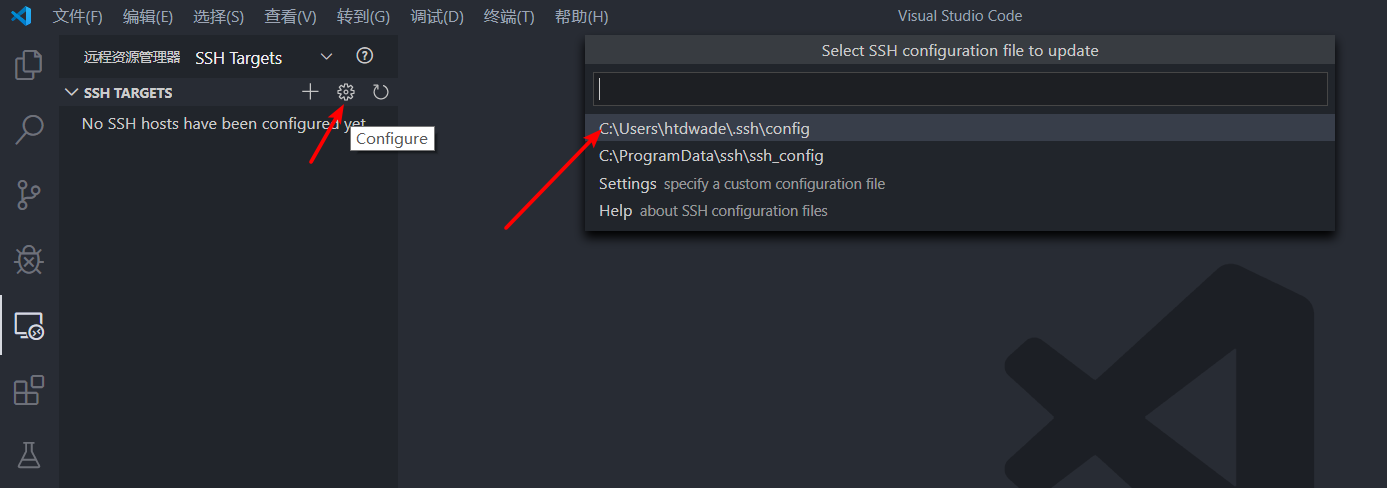 文件(F) 编辑(E) 选择(S) 查看(V) 转到(G) 调试(D) 终端(T) 帮助(H) Visual Studio Code
远程资源管理器 SSH Targets
SSH TARGETS
No SSH hosts have been configured yet
Configure
Select SSH configuration file to update
C:\Users\htdwade\.ssh\config
C:\ProgramData\ssh\ssh_config
Settings specify a custom configuration file
Help about SSH configuration files